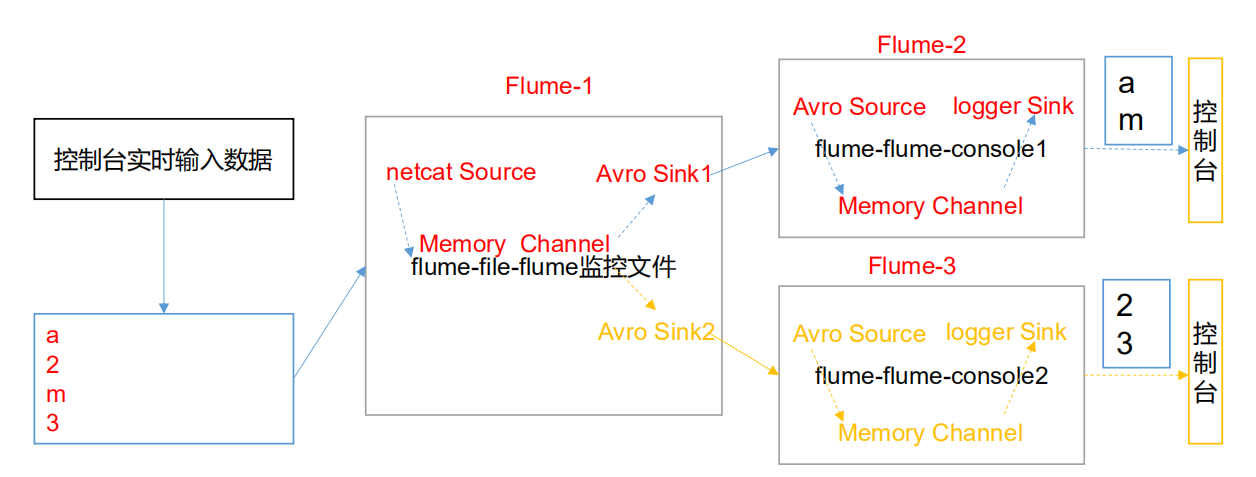 控制台实时输入数据
a
2
m
3
Flume-1
netcat Source
Avro Sink1
Memory Channel
flume-file-flume监控文件
Avro Sink2
Flume-2
Avro Source
logger Sink
flume-flume-console1
Memory Channel
a
m
控
制
台
Flume-3
Avro Source
logger Sink
flume-flume-console2
Memory Channel
2
3
控
制
台